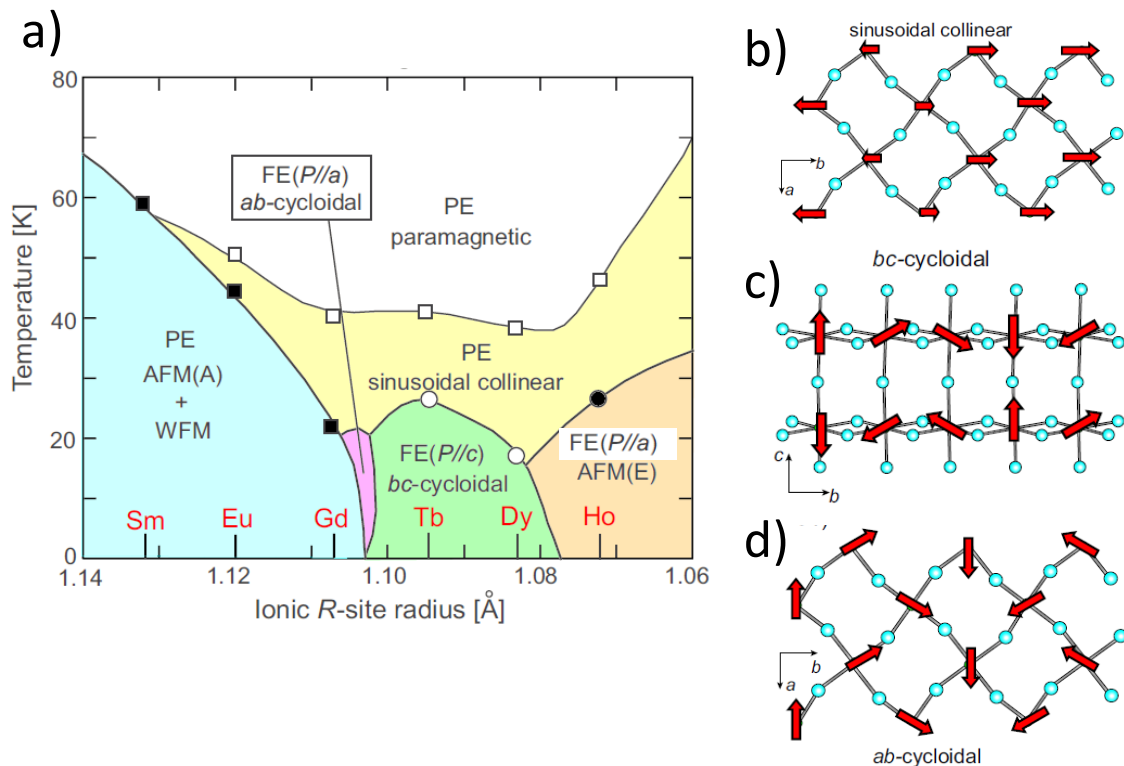 a)
Temperature [K]
80
60
40
20
0
FE(P//a)
ab-cycloidal
PE
paramagnetic
PE
sinusoidal collinear
PE
AFM(A)
+
WFM
FE(P//c)
bc-cycloidal
FE(P//a)
AFM(E)
Sm
Eu
Gd
Tb
Dy
Ho
1.14
1.12
1.10
1.08
1.06
Ionic R-site radius [Å]
b)
sinusoidal collinear
b
a
bc-cycloidal
c)
c
b
d)
b
a
ab-cycloidal